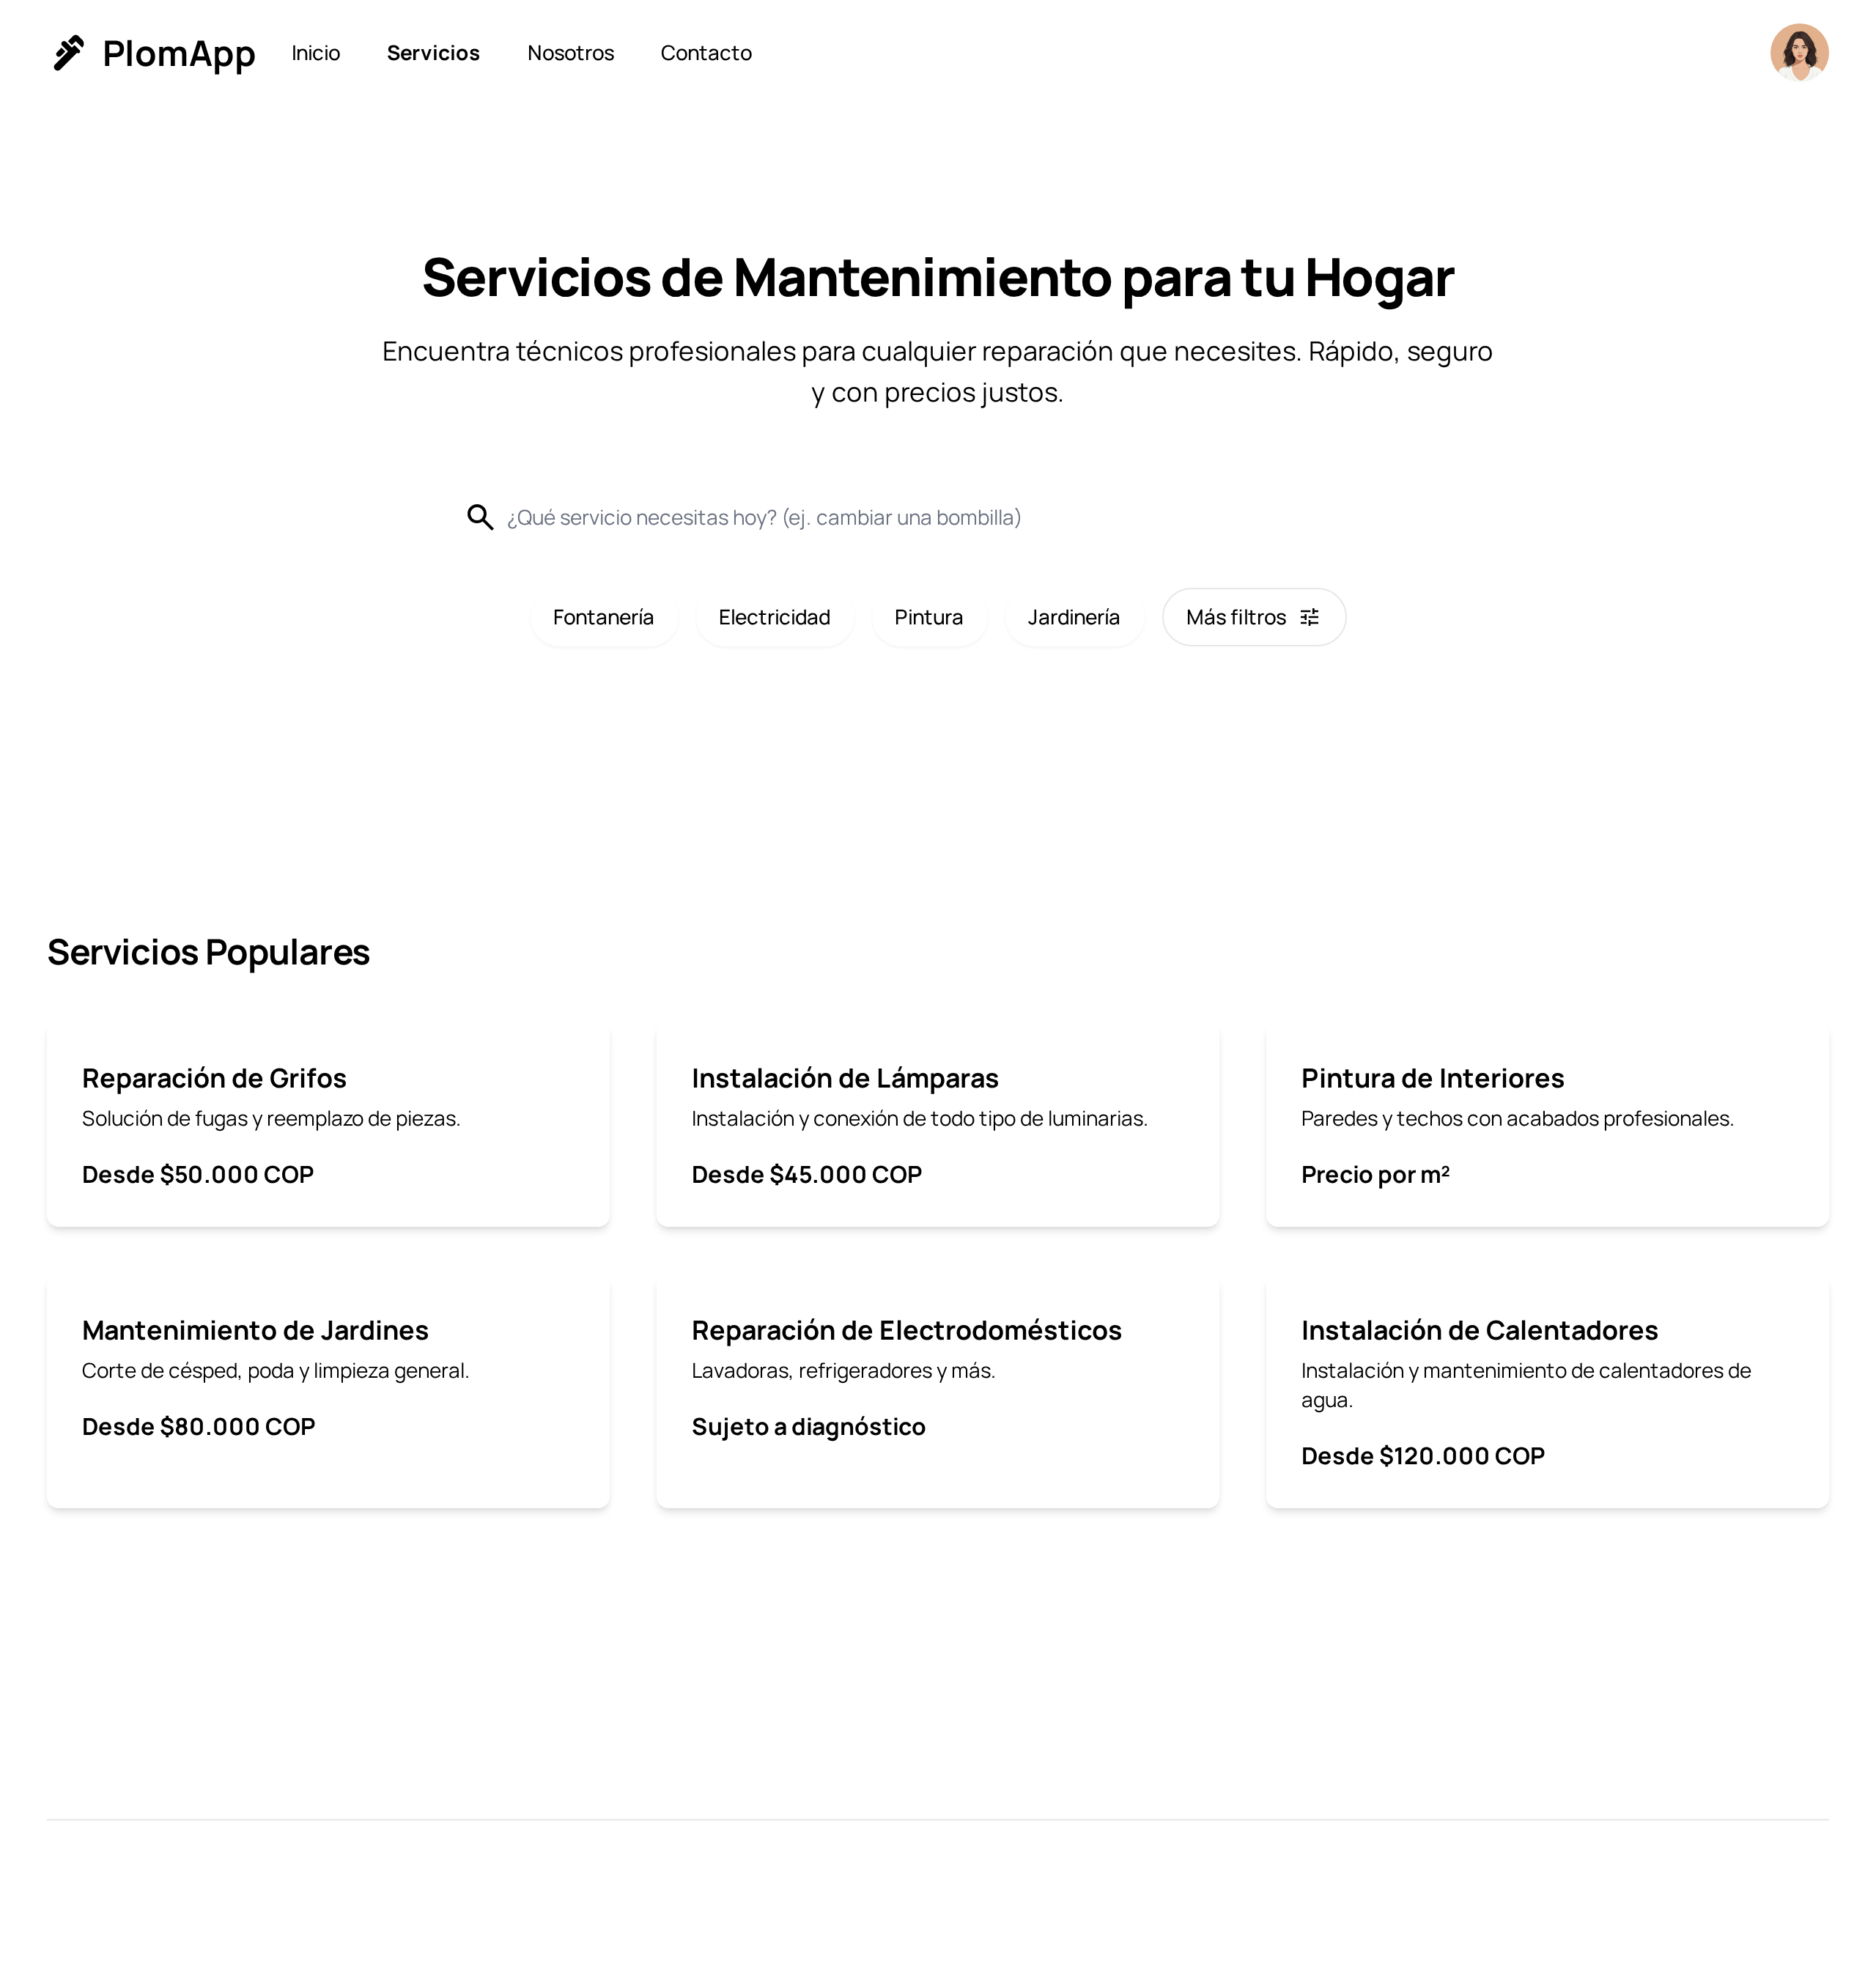 PlomApp
Inicio
Servicios
Nosotros
Contacto
Servicios de Mantenimiento para tu Hogar
Encuentra técnicos profesionales para cualquier reparación que necesites. Rápido, seguro
y con precios justos.
¿Qué servicio necesitas hoy? (ej. cambiar una bombilla)
Fontanería
Electricidad
Pintura
Jardinería
Más filtros
Servicios Populares
Reparación de Grifos
Solución de fugas y reemplazo de piezas.
Desde $50.000 COP
Instalación de Lámparas
Instalación y conexión de todo tipo de luminarias.
Desde $45.000 COP
Pintura de Interiores
Paredes y techos con acabados profesionales.
Precio por m²
Mantenimiento de Jardines
Corte de césped, poda y limpieza general.
Desde $80.000 COP
Reparación de Electrodomésticos
Lavadoras, refrigeradores y más.
Sujeto a diagnóstico
Instalación de Calentadores
Instalación y mantenimiento de calentadores de
agua.
Desde $120.000 COP